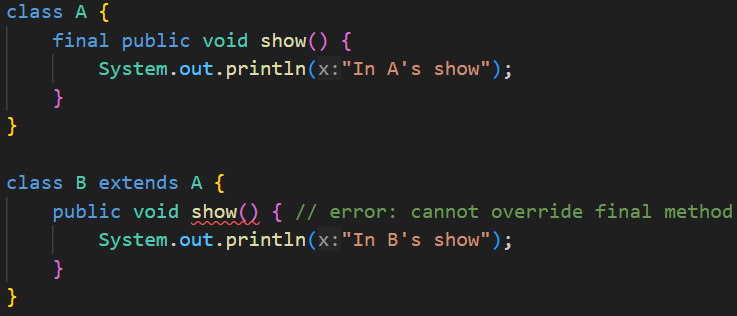 class A {
    final public void show() {
        System.out.println(x:"In A's show");
    }
}

class B extends A {
    public void show() { // error: cannot override final method
        System.out.println(x:"In B's show");
    }
}